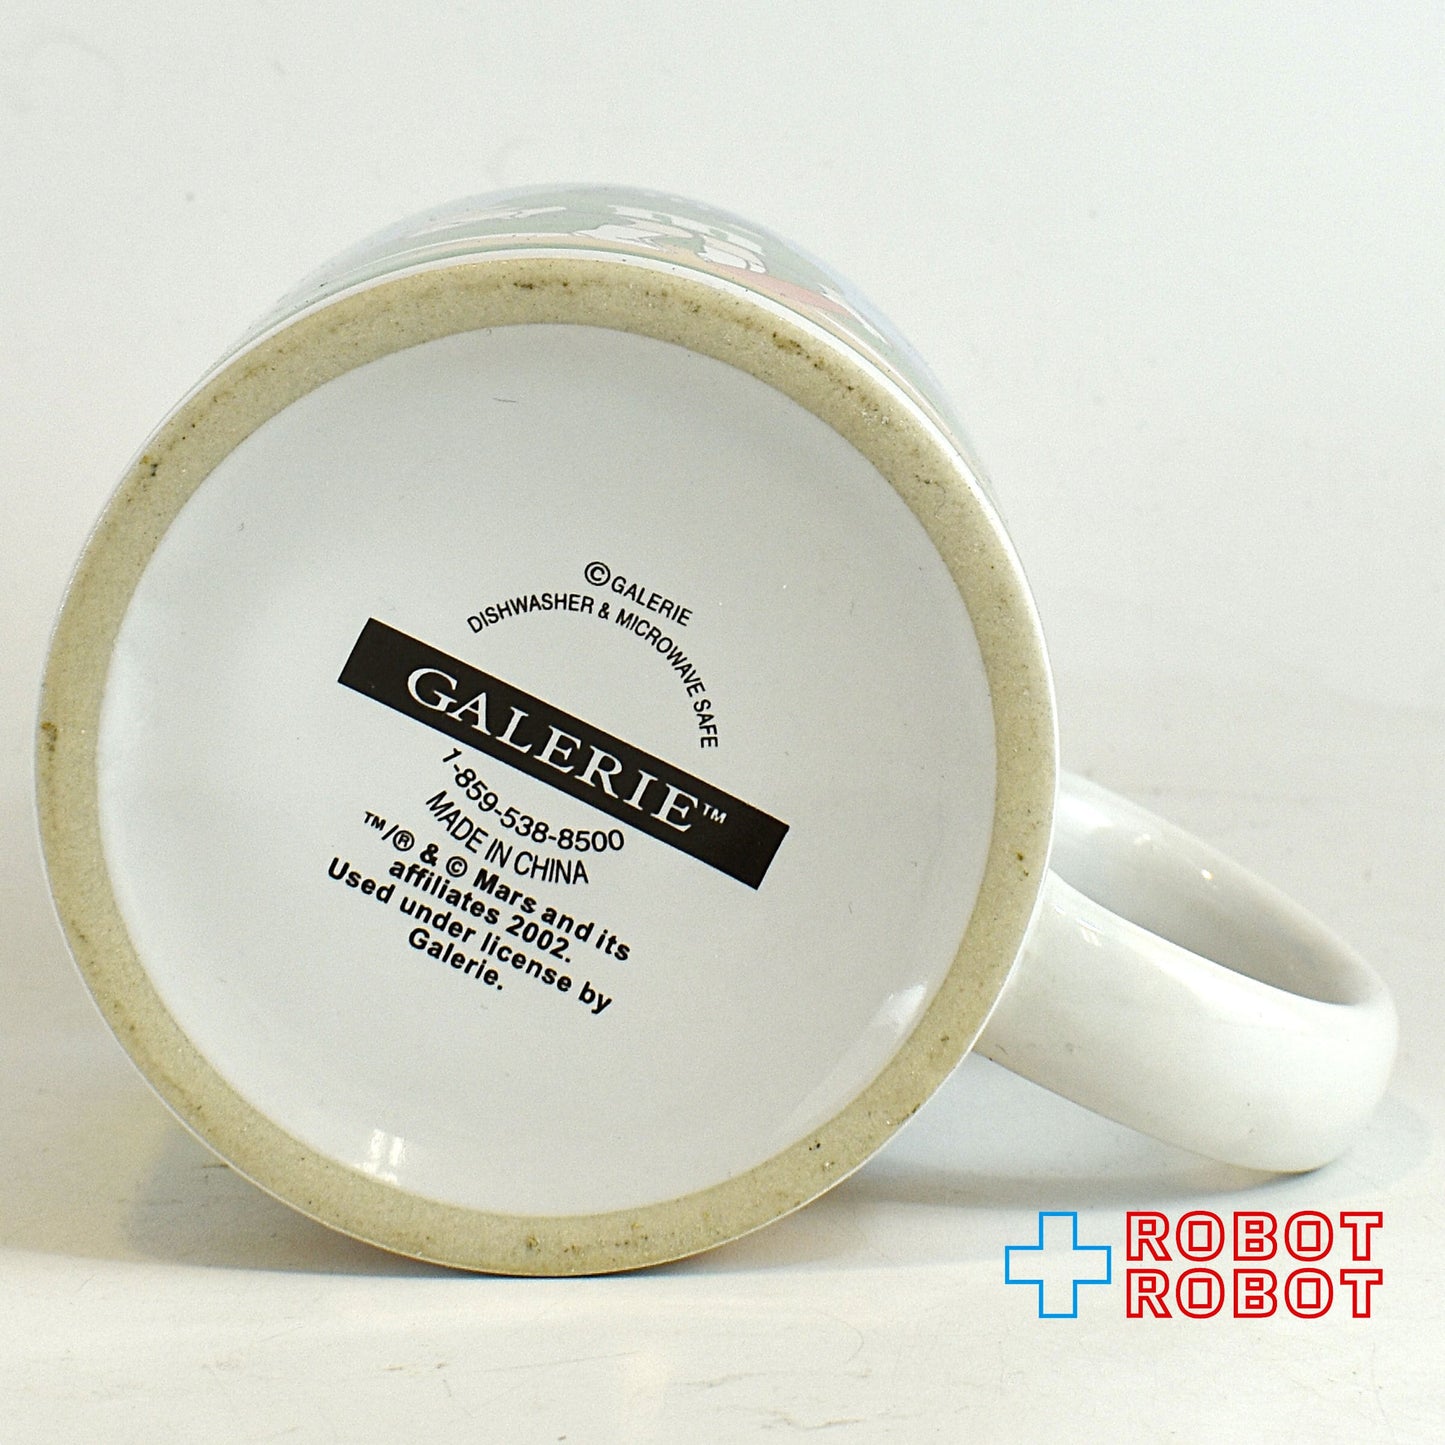 ©GALERIE
DISHWASHER & MICROWAVE SAFE
GALERIE™
1-859-538-8500
MADE IN CHINA
™/® & © Mars and its
affiliates 2002.
Used under license by
Galerie.
ROBOT
ROBOT